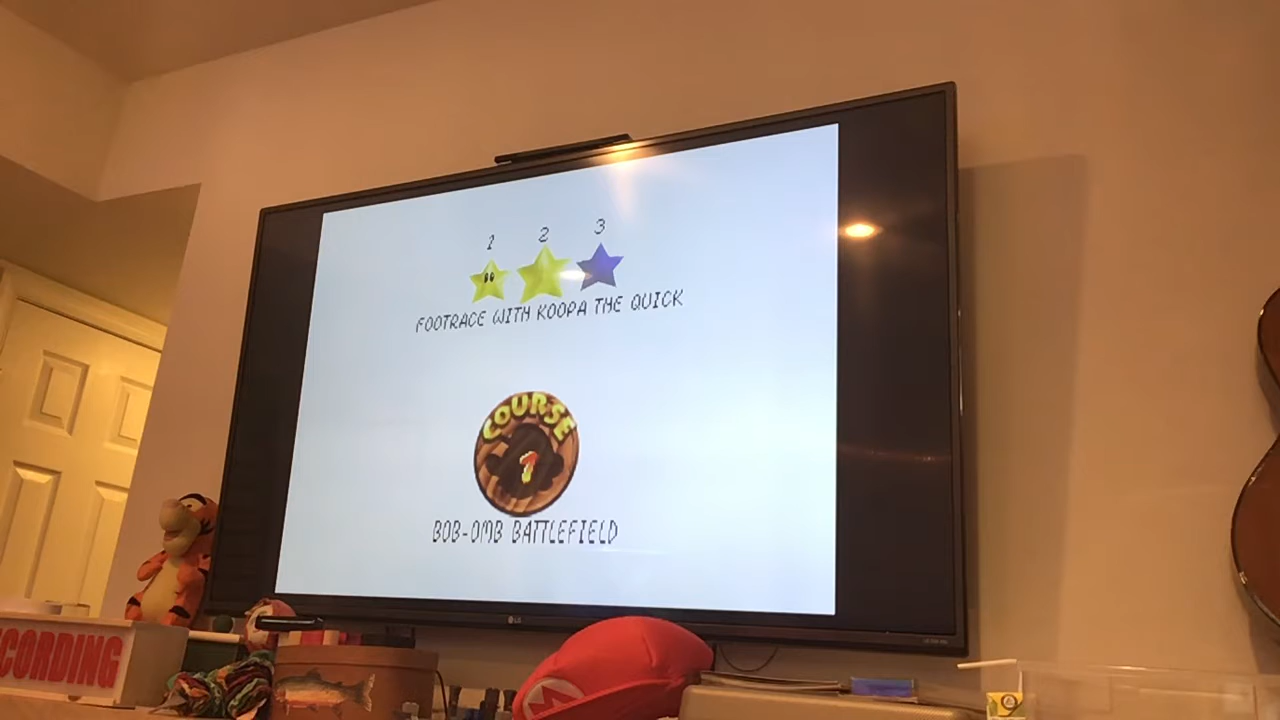 1 2 3
FOOTRACE WITH KOOPA THE QUICK
COURSE
1
BOB-OMB BATTLEFIELD
LG
CORDING
M